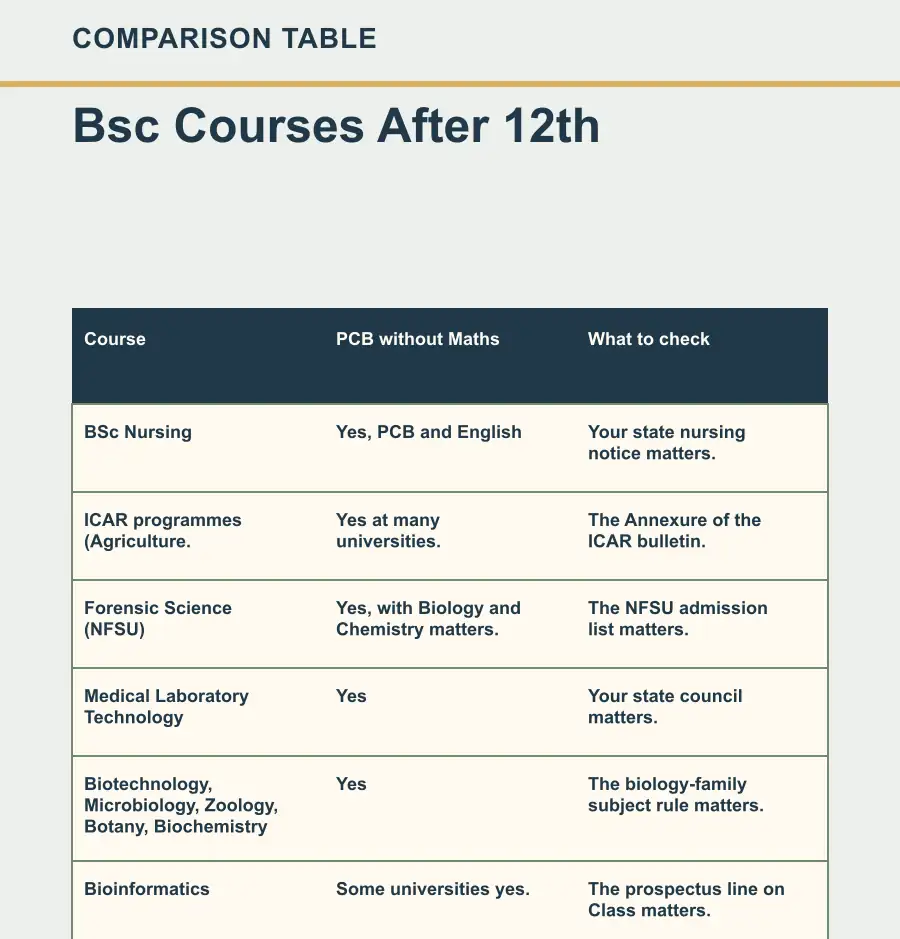 COMPARISON TABLE
Bsc Courses After 12th
Course
PCB without Maths
What to check
BSc Nursing
Yes, PCB and English
Your state nursing
notice matters.
ICAR programmes
(Agriculture.
Yes at many
universities.
The Annexure of the
ICAR bulletin.
Forensic Science
(NFSU)
Yes, with Biology and
Chemistry matters.
The NFSU admission
list matters.
Medical Laboratory
Technology
Yes
Your state council
matters.
Biotechnology,
Microbiology, Zoology,
Botany, Biochemistry
Yes
The biology-family
subject rule matters.
Bioinformatics
Some universities yes.
The prospectus line on
Class matters.